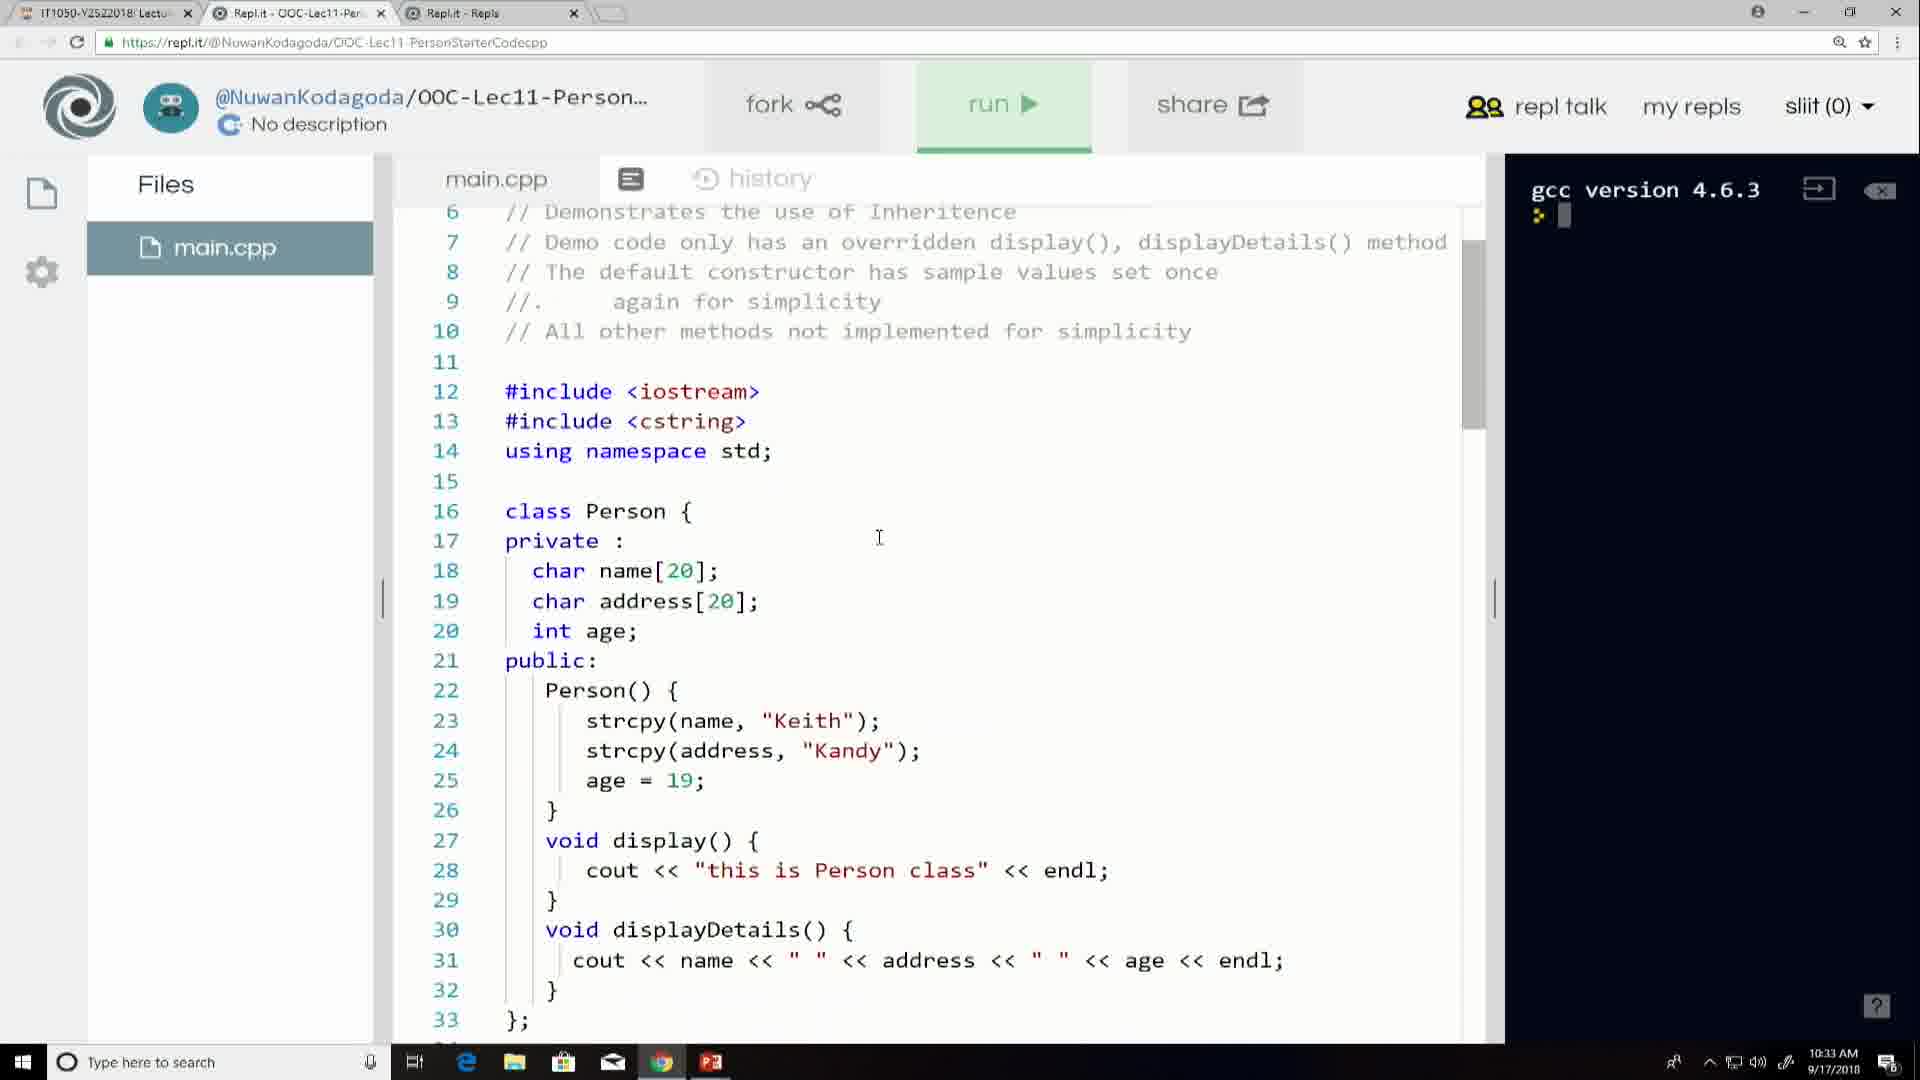 IT1050-Y2S22018: Lectu
Repl.it - OOC-Lec11-Per
Repl.it - Repls
https://repl.it/@NuwanKodagoda/OOC-Lec11-PersonStarterCodecpp
@NuwanKodagoda/OOC-Lec11-Person...
No description
fork
run
share
repl talk
my repls
sliit (0)
Files
main.cpp
main.cpp
history
gcc version 4.6.3
6 // Demonstrates the use of Inheritence
7 // Demo code only has an overridden display(), displayDetails() method
8 // The default constructor has sample values set once
9 //. again for simplicity
10 // All other methods not implemented for simplicity
11
12 #include <iostream>
13 #include <cstring>
14 using namespace std;
15
16 class Person {
17 private :
18 char name[20];
19 char address[20];
20 int age;
21 public:
22 Person() {
23 strcpy(name, "Keith");
24 strcpy(address, "Kandy");
25 age = 19;
26 }
27 void display() {
28 cout << "this is Person class" << endl;
29 }
30 void displayDetails() {
31 cout << name << " " << address << " " << age << endl;
32 }
33 };
?
Type here to search
10:33 AM
9/17/2018